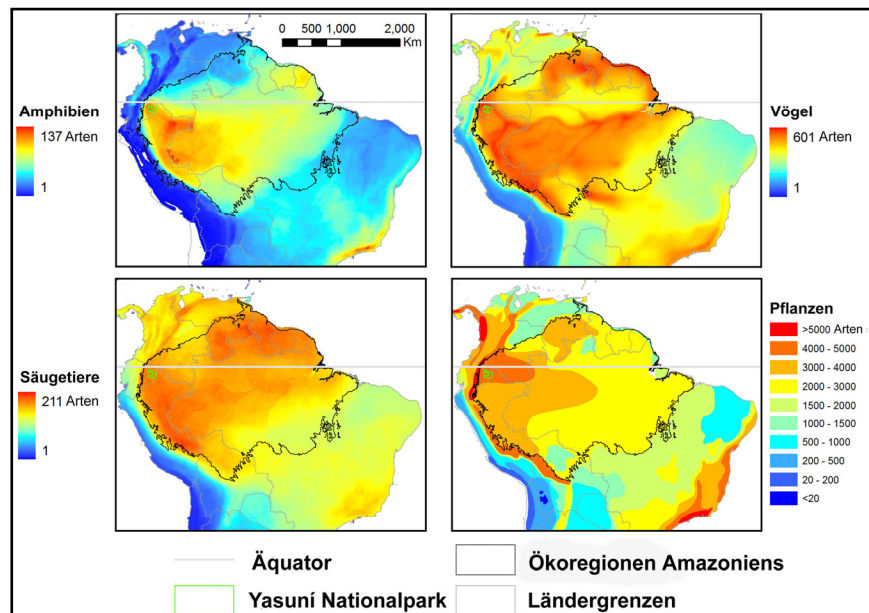 0 500 1,000 2,000
Km
Amphibien
137 Arten
1
Vögel
601 Arten
1
Säugetiere
211 Arten
1
Pflanzen
>5000 Arten
4000 - 5000
3000 - 4000
2000 - 3000
1500 - 2000
1000 - 1500
500 - 1000
200 - 500
20 - 200
<20
Äquator
Ökoregionen Amazoniens
Yasuní Nationalpark
Ländergrenzen